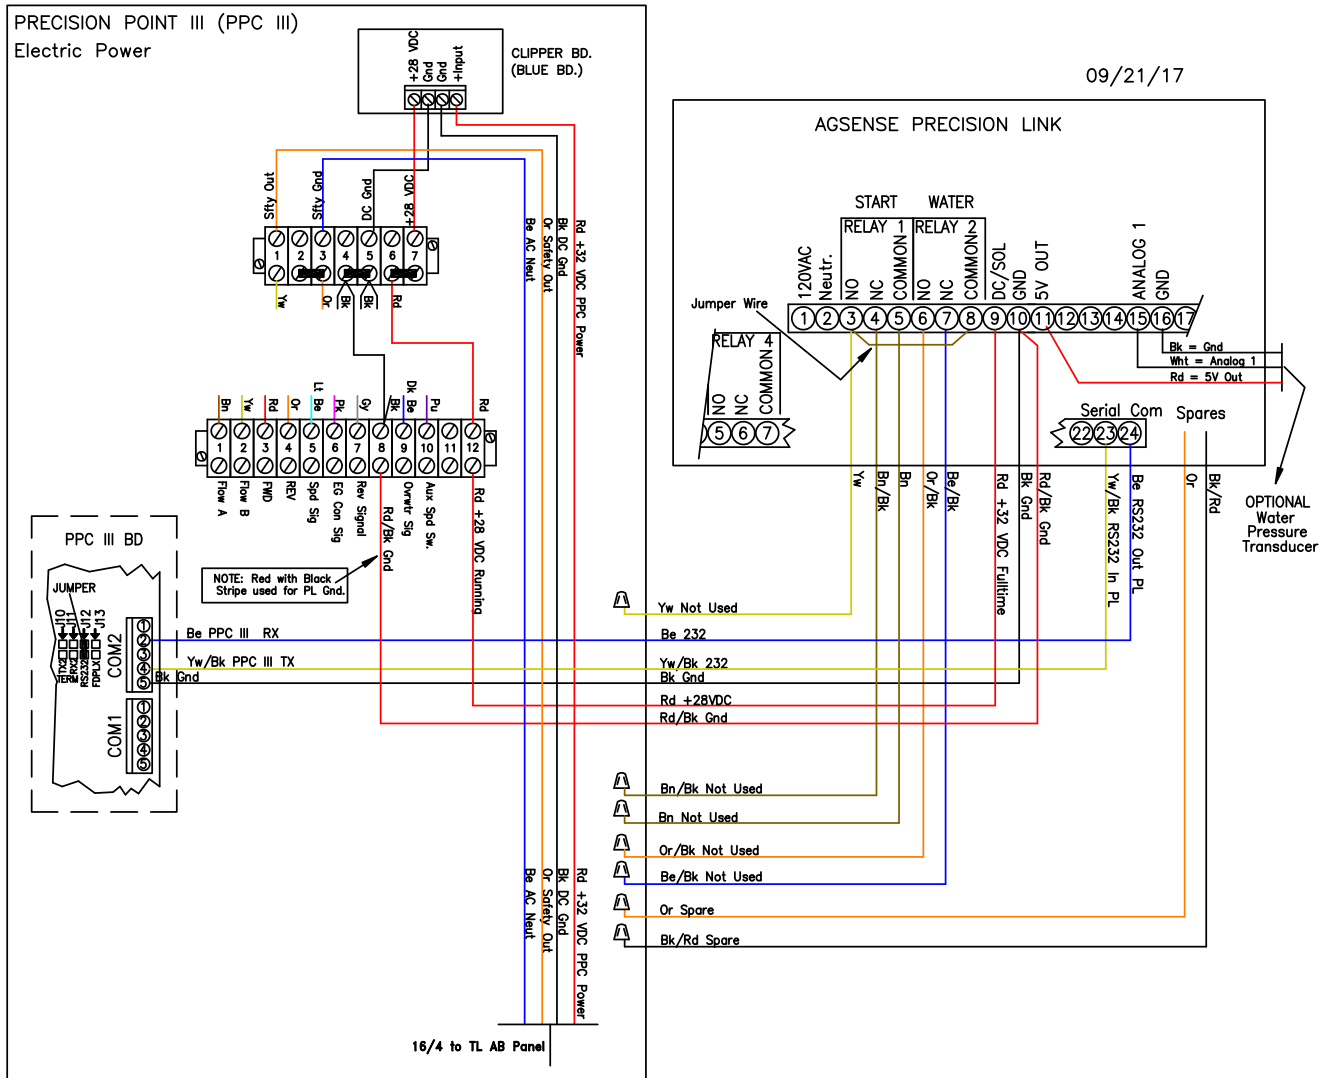 PRECISION POINT III (PPC III)
Electric Power
CLIPPER BD.
(BLUE BD.)
+28 VDC
Gnd
Gnd
+Input
09/21/17
AGSENSE PRECISION LINK
START
WATER
RELAY 1
RELAY 2
120VAC
Neutr.
NO
NC
COMMON
NO
NC
COMMON
DC/SOL
GND
5V OUT
ANALOG 1
GND
1 2 3 4 5 6 7 8 9 10 11 12 13 14 15 16 17
Jumper Wire
Bk = Gnd
Wht = Analog 1
Rd = 5V Out
RELAY 4
NO
NC
COMMON
5 6 7
Serial Com
22 23 24
Spares
OPTIONAL
Water
Pressure
Transducer
Sfty Out
Sfty Gnd
DC Gnd
+28 VDC
1 2 3 4 5 6 7
Yw
Or
Bk
Bk
Rd
Be AC Neut
Or Safety Out
Bk DC Gnd
Rd +32 VDC PPC Power
Bn
Yw
Rd
Or
Lt Be
Pk
Gy
Bk
Dk Be
Pu
Rd
1 2 3 4 5 6 7 8 9 10 11 12
Flow A
Flow B
FWD
REV
Spd Sig
EG Con Sig
Rev Signal
Rd/Bk Gnd
Ovrwtr Sig
Aux Spd Sw.
Rd +28 VDC Running
NOTE: Red with Black
Stripe used for PL Gnd.
PPC III BD
JUMPER
J10
J11
J12
J13
TX2
TERM
RX2
RS232
FDPLX
COM2
1
2
3
4
5
COM1
1
2
3
4
5
Be PPC III RX
Yw/Bk PPC III TX
Bk Gnd
Yw
Bn/Bk
Bn
Or/Bk
Be/Bk
Rd +32 VDC Fulltime
Bk Gnd
Rd/Bk Gnd
Yw/Bk RS232 In PL
Be RS232 Out PL
Or
Bk/Rd
Yw Not Used
Be 232
Yw/Bk 232
Bk Gnd
Rd +28VDC
Rd/Bk Gnd
Bn/Bk Not Used
Bn Not Used
Or/Bk Not Used
Be/Bk Not Used
Or Spare
Bk/Rd Spare
Be AC Neut
Or Safety Out
Bk DC Gnd
Rd +32 VDC PPC Power
16/4 to TL AB Panel